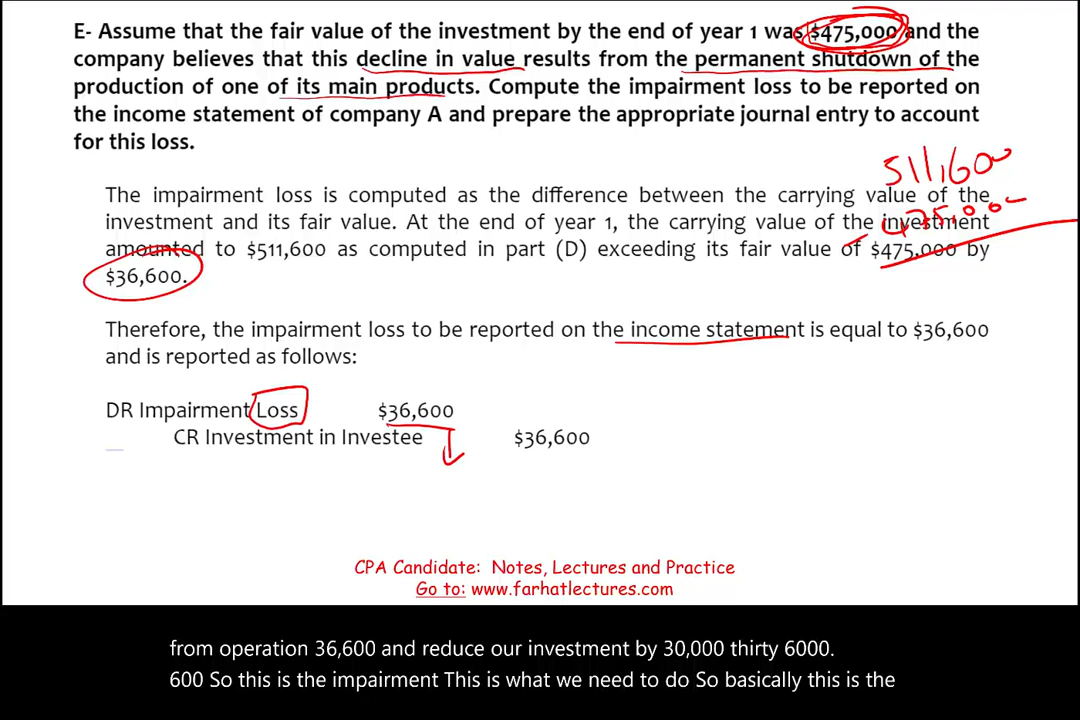 E- Assume that the fair value of the investment by the end of year 1 was $475,000 and the
company believes that this decline in value results from the permanent shutdown of the
production of one of its main products. Compute the impairment loss to be reported on
the income statement of company A and prepare the appropriate journal entry to account
for this loss.
511,600
The impairment loss is computed as the difference between the carrying value of the
- 475,000
investment and its fair value. At the end of year 1, the carrying value of the investment
amounted to $511,600 as computed in part (D) exceeding its fair value of $475,000 by
$36,600.
Therefore, the impairment loss to be reported on the income statement is equal to $36,600
and is reported as follows:
DR Impairment Loss $36,600
CR Investment in Investee $36,600
CPA Candidate: Notes, Lectures and Practice
Go to: www.farhatlectures.com
from operation 36,600 and reduce our investment by 30,000 thirty 6000.
600 So this is the impairment This is what we need to do So basically this is the